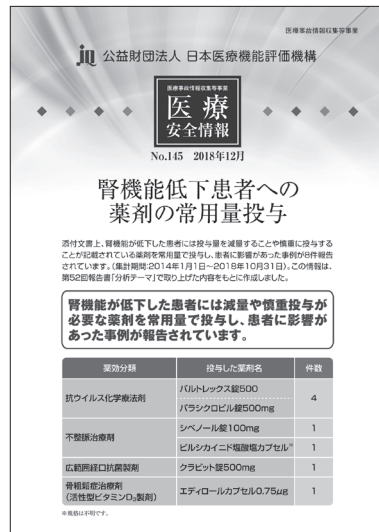 医療事故情報収集等事業
公益財団法人 日本医療機能評価機構
医療事故情報収集等事業
医療
安全情報
No.145 2018年12月
腎機能低下患者への
薬剤の常用量投与
添付文書上、腎機能が低下した患者には投与量を減量することや慎重に投与する
ことが記載されている薬剤を常用量で投与し、患者に影響があった事例が8件報告
されています。(集計期間:2014年1月1日~2018年10月31日)。この情報は、
第52回報告書「分析テーマ」で取り上げた内容をもとに作成しました。
腎機能が低下した患者には減量や慎重投与が
必要な薬剤を常用量で投与し、患者に影響が
あった事例が報告されています。
薬効分類 投与した薬剤名 件数
抗ウイルス化学療法剤 バルトレックス錠500 4
バラシクロビル錠500mg
不整脈治療剤 シベノール錠100mg 1
ピルシカイニド塩酸塩カプセル※ 1
広範囲経口抗菌製剤 クラビット錠500mg 1
骨粗鬆症治療剤
(活性型ビタミンD3製剤) エディロールカプセル0.75μg 1
※規格は不明です。